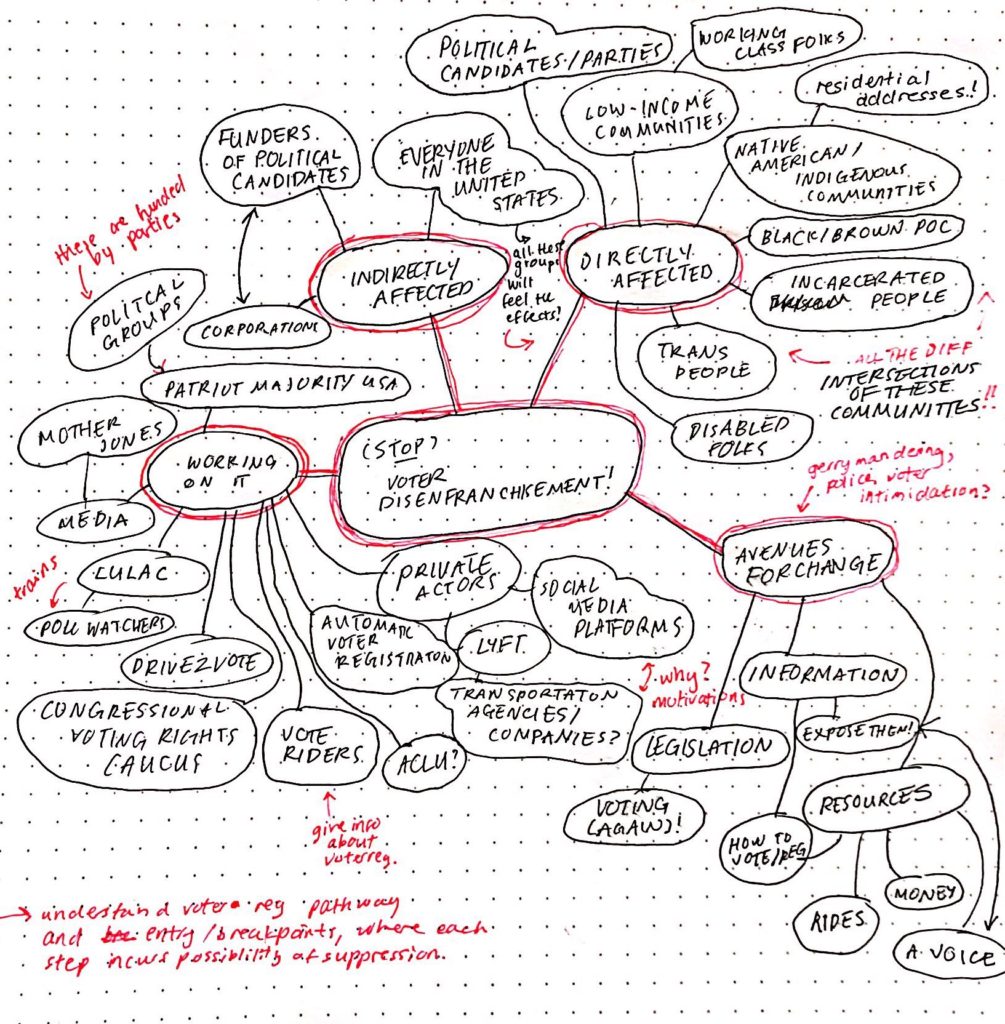 POLITICAL
CANDIDATES/PARTIES
WORKING
CLASS FOLKS
residential
addresses!
LOW-INCOME
COMMUNITIES
NATIVE
AMERICAN/
INDIGENOUS
COMMUNITIES
FUNDERS
OF POLITICAL
CANDIDATES
EVERYONE
IN THE
UNITED
STATES
these are funded
by parties
all these
groups
will
feel the
effects!
INDIRECTLY
AFFECTED
DIRECTLY
AFFECTED
BLACK/BROWN POC
INCARCERATED
PEOPLE
POLITCAL
GROUPS
CORPORATIONS
TRANS
PEOPLE
ALL THE DIFF
INTERSECTIONS
OF THESE
COMMUNITIES!!
PATRIOT MAJORITY USA
MOTHER
JONES
DISABLED
FOLKS
WORKING
ON IT
(STOP)
VOTER
DISENFRANCHISEMENT!
gerrymandering,
police, voter
intimidation?
MEDIA
AVENUES
FOR CHANGE
LULAC
trains
POLL WATCHERS
PRIVATE
ACTORS
SOCIAL
MEDIA
PLATFORMS
AUTOMATIC
VOTER
REGISTRATON
LYFT
DRIVE2VOTE
why?
motivations
INFORMATION
TRANSPORTATON
AGENCIES/
COMPANIES?
CONGRESSIONAL
VOTING RIGHTS
CAUCUS
VOTE
RIDERS
ACLU?
LEGISLATION
EXPOSE THEM!
RESOURCES
VOTING
(AGAIN)!
HOW TO
VOTE/REG
give info
about
voter reg.
MONEY
RIDES
A VOICE
→ understand voter reg pathway
and entry/breakpoints, where each
step incurs possiblility of suppression.